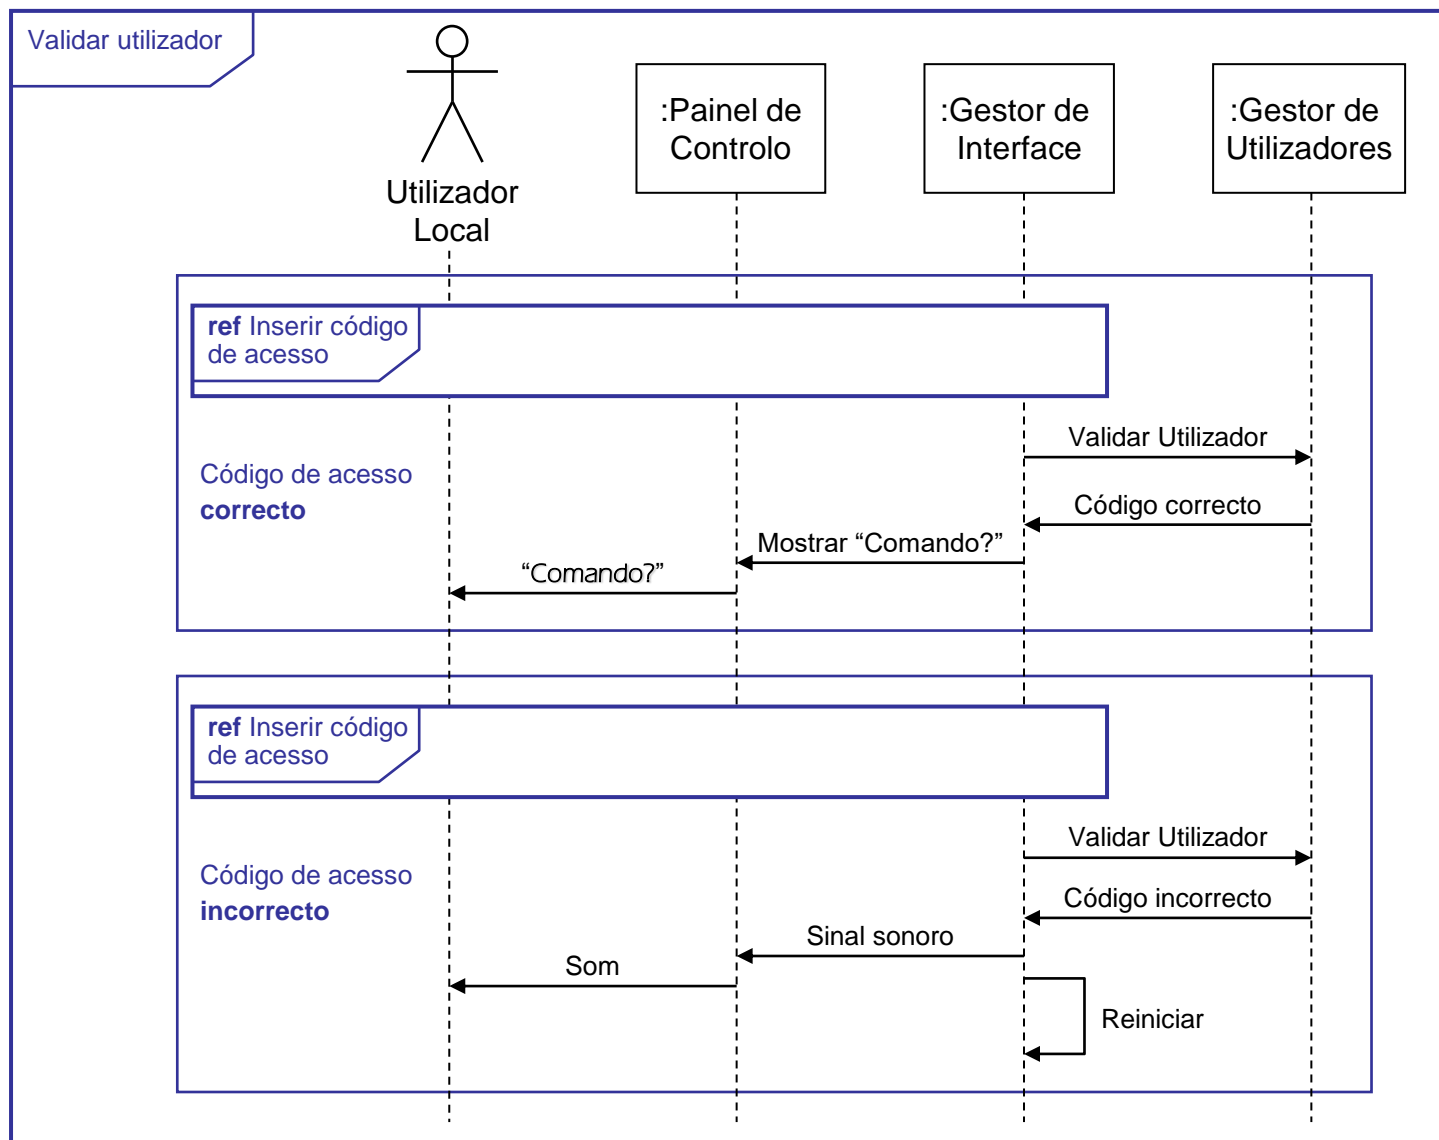 Validar utilizador
Utilizador
Local
:Painel de
Controlo
:Gestor de
Interface
:Gestor de
Utilizadores
ref Inserir código
de acesso
Validar Utilizador
Código de acesso
correcto
Código correcto
Mostrar “Comando?”
“Comando?”
ref Inserir código
de acesso
Validar Utilizador
Código de acesso
incorrecto
Código incorrecto
Sinal sonoro
Som
Reiniciar